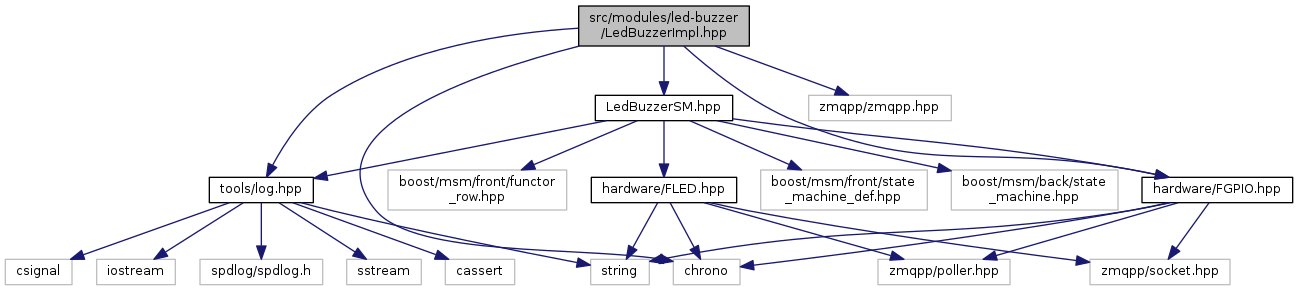 src/modules/led-buzzer
/LedBuzzerImpl.hpp
LedBuzzerSM.hpp
zmqpp/zmqpp.hpp
tools/log.hpp
boost/msm/front/functor
_row.hpp
hardware/FLED.hpp
boost/msm/front/state
_machine_def.hpp
boost/msm/back/state
_machine.hpp
hardware/FGPIO.hpp
csignal
iostream
spdlog/spdlog.h
sstream
cassert
string
chrono
zmqpp/poller.hpp
zmqpp/socket.hpp